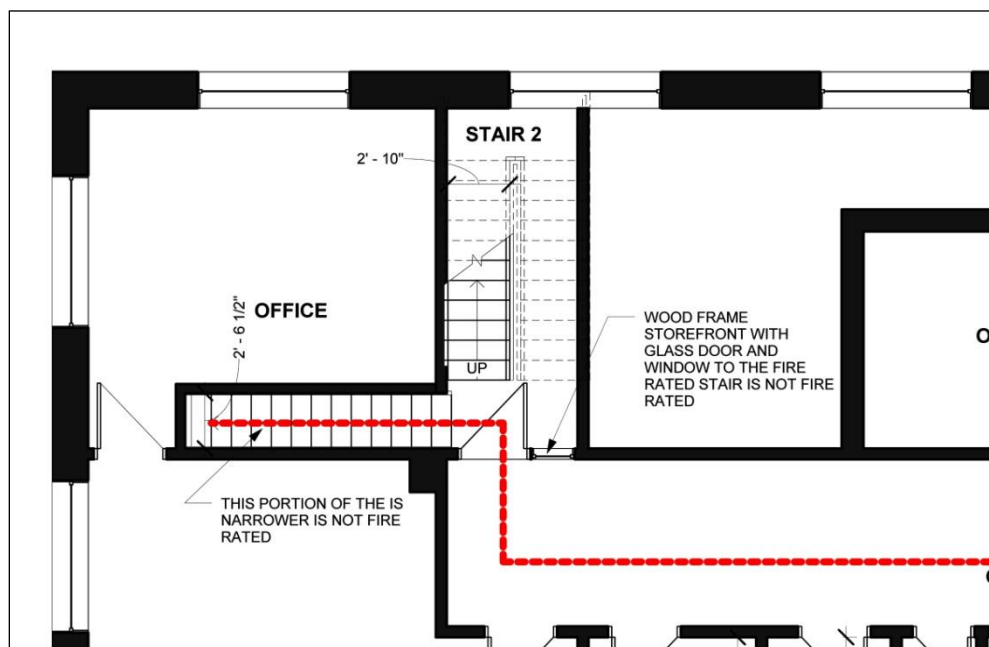 STAIR 2
2' - 10"
OFFICE
2' - 6 1/2"
UP
WOOD FRAME
STOREFRONT WITH
GLASS DOOR AND
WINDOW TO THE FIRE
RATED STAIR IS NOT FIRE
RATED
THIS PORTION OF THE IS
NARROWER IS NOT FIRE
RATED
N